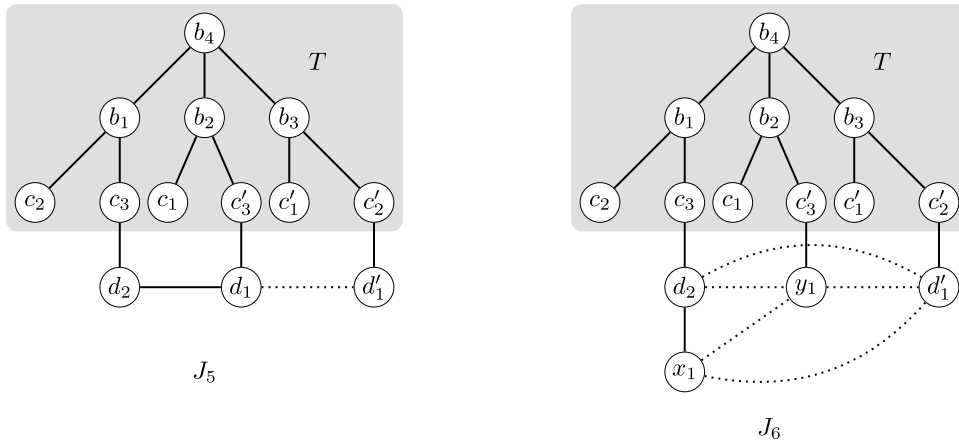 b₄ b₄
T T
b₁ b₂ b₃ b₁ b₂ b₃
c₂ c₃ c₁ c′₃ c′₁ c′₂ c₂ c₃ c₁ c′₃ c′₁ c′₂
d₂ d₁ d′₁ d₂ y₁ d′₁
J₅ x₁
J₆